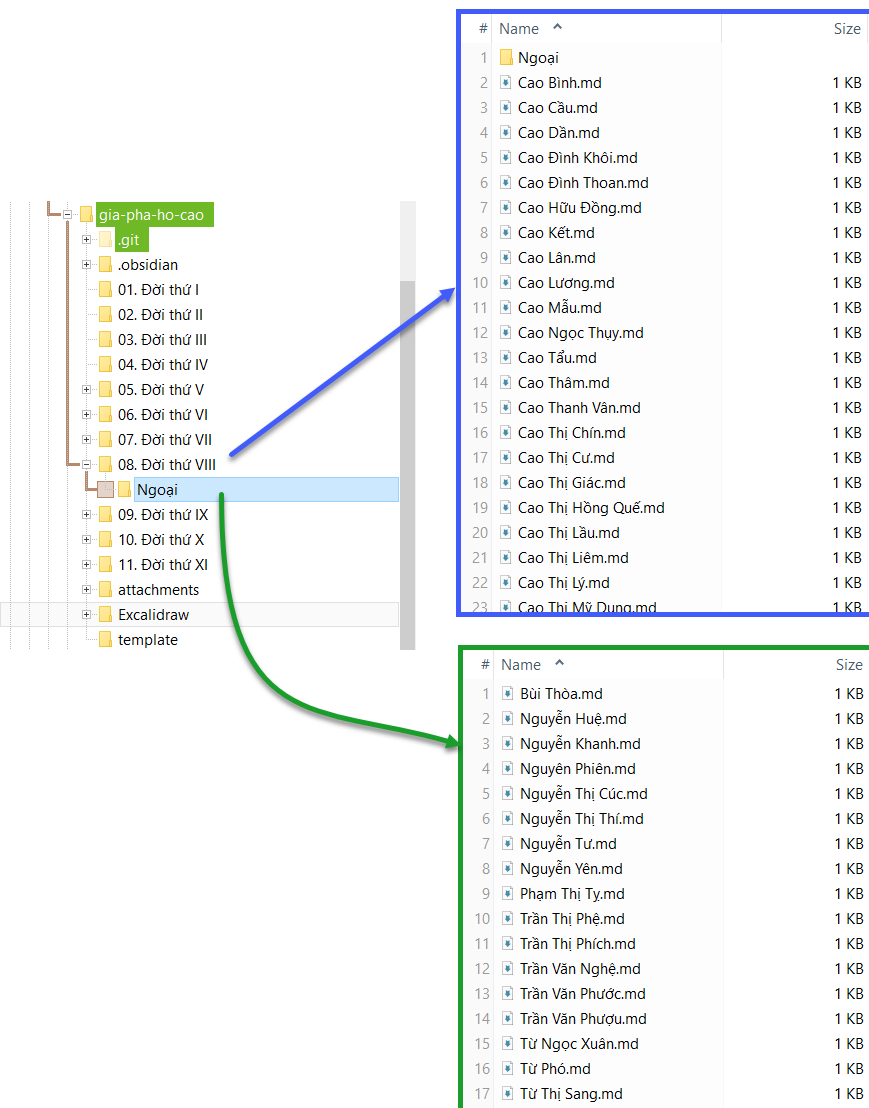 gia-pha-ho-cao
.git
.obsidian
01. Đời thứ I
02. Đời thứ II
03. Đời thứ III
04. Đời thứ IV
05. Đời thứ V
06. Đời thứ VI
07. Đời thứ VII
08. Đời thứ VIII
Ngoại
09. Đời thứ IX
10. Đời thứ X
11. Đời thứ XI
attachments
Excalidraw
template
# Name Size
1 Ngoại
2 Cao Bình.md 1 KB
3 Cao Cầu.md 1 KB
4 Cao Dần.md 1 KB
5 Cao Đình Khôi.md 1 KB
6 Cao Đình Thoan.md 1 KB
7 Cao Hữu Đồng.md 1 KB
8 Cao Kết.md 1 KB
9 Cao Lân.md 1 KB
10 Cao Lương.md 1 KB
11 Cao Mẫu.md 1 KB
12 Cao Ngọc Thụy.md 1 KB
13 Cao Tẩu.md 1 KB
14 Cao Thâm.md 1 KB
15 Cao Thanh Vân.md 1 KB
16 Cao Thị Chín.md 1 KB
17 Cao Thị Cư.md 1 KB
18 Cao Thị Giác.md 1 KB
19 Cao Thị Hồng Quế.md 1 KB
20 Cao Thị Lầu.md 1 KB
21 Cao Thị Liêm.md 1 KB
22 Cao Thị Lý.md 1 KB
23 Cao Thị Mỹ Dung.md 1 KB
# Name Size
1 Bùi Thòa.md 1 KB
2 Nguyễn Huệ.md 1 KB
3 Nguyễn Khanh.md 1 KB
4 Nguyên Phiên.md 1 KB
5 Nguyễn Thị Cúc.md 1 KB
6 Nguyễn Thị Thí.md 1 KB
7 Nguyễn Tư.md 1 KB
8 Nguyễn Yên.md 1 KB
9 Phạm Thị Tỵ.md 1 KB
10 Trần Thị Phệ.md 1 KB
11 Trần Thị Phích.md 1 KB
12 Trần Văn Nghệ.md 1 KB
13 Trần Văn Phước.md 1 KB
14 Trần Văn Phượu.md 1 KB
15 Từ Ngọc Xuân.md 1 KB
16 Từ Phó.md 1 KB
17 Từ Thị Sang.md 1 KB